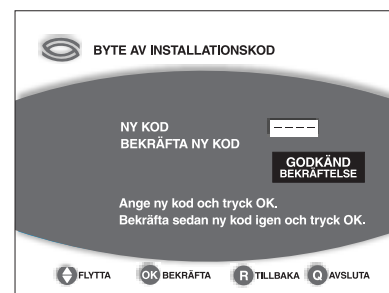 BYTE AV INSTALLATIONSKOD
NY KOD ----
BEKRÄFTA NY KOD
GODKÄND
BEKRÄFTELSE
Ange ny kod och tryck OK.
Bekräfta sedan ny kod igen och tryck OK.
FLYTTA OK BEKRÄFTA R TILLBAKA Q AVSLUTA